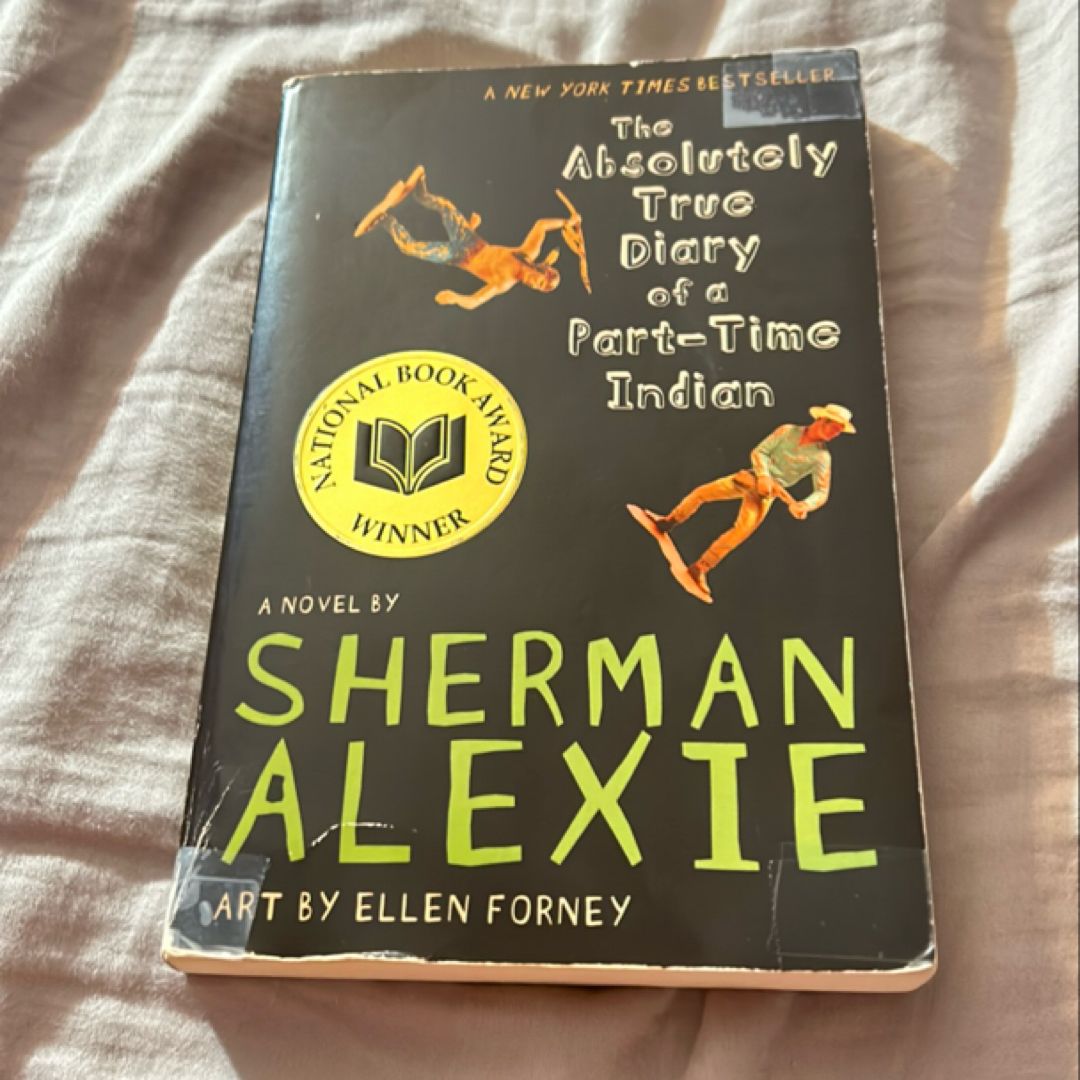 A NEW YORK TIMES BESTSELLER
The
Absolutely
True
Diary
of a
Part-Time
Indian
NATIONAL BOOK AWARD
WINNER
A NOVEL BY
SHERMAN
ALEXIE
ART BY ELLEN FORNEY